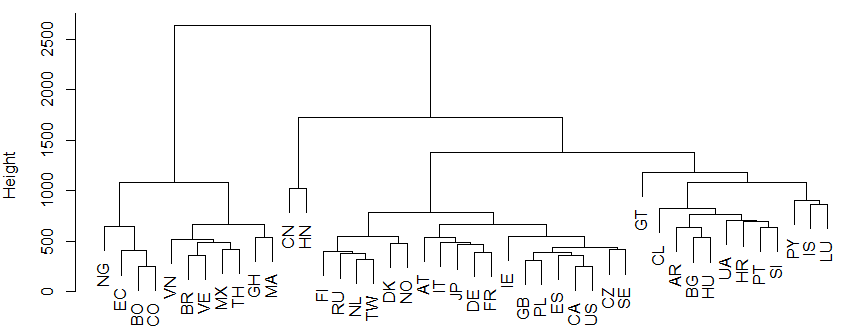 Height
2500
2000
1500
1000
500
0
NG
EC
BO
CO
VN
BR
VE
MX
TH
GH
MA
CN
HN
FI
RU
NL
TW
DK
NO
AT
IT
JP
DE
FR
IE
GB
PL
ES
CA
US
CZ
SE
GT
CL
AR
BG
HU
UA
HR
PT
SI
PY
IS
LU